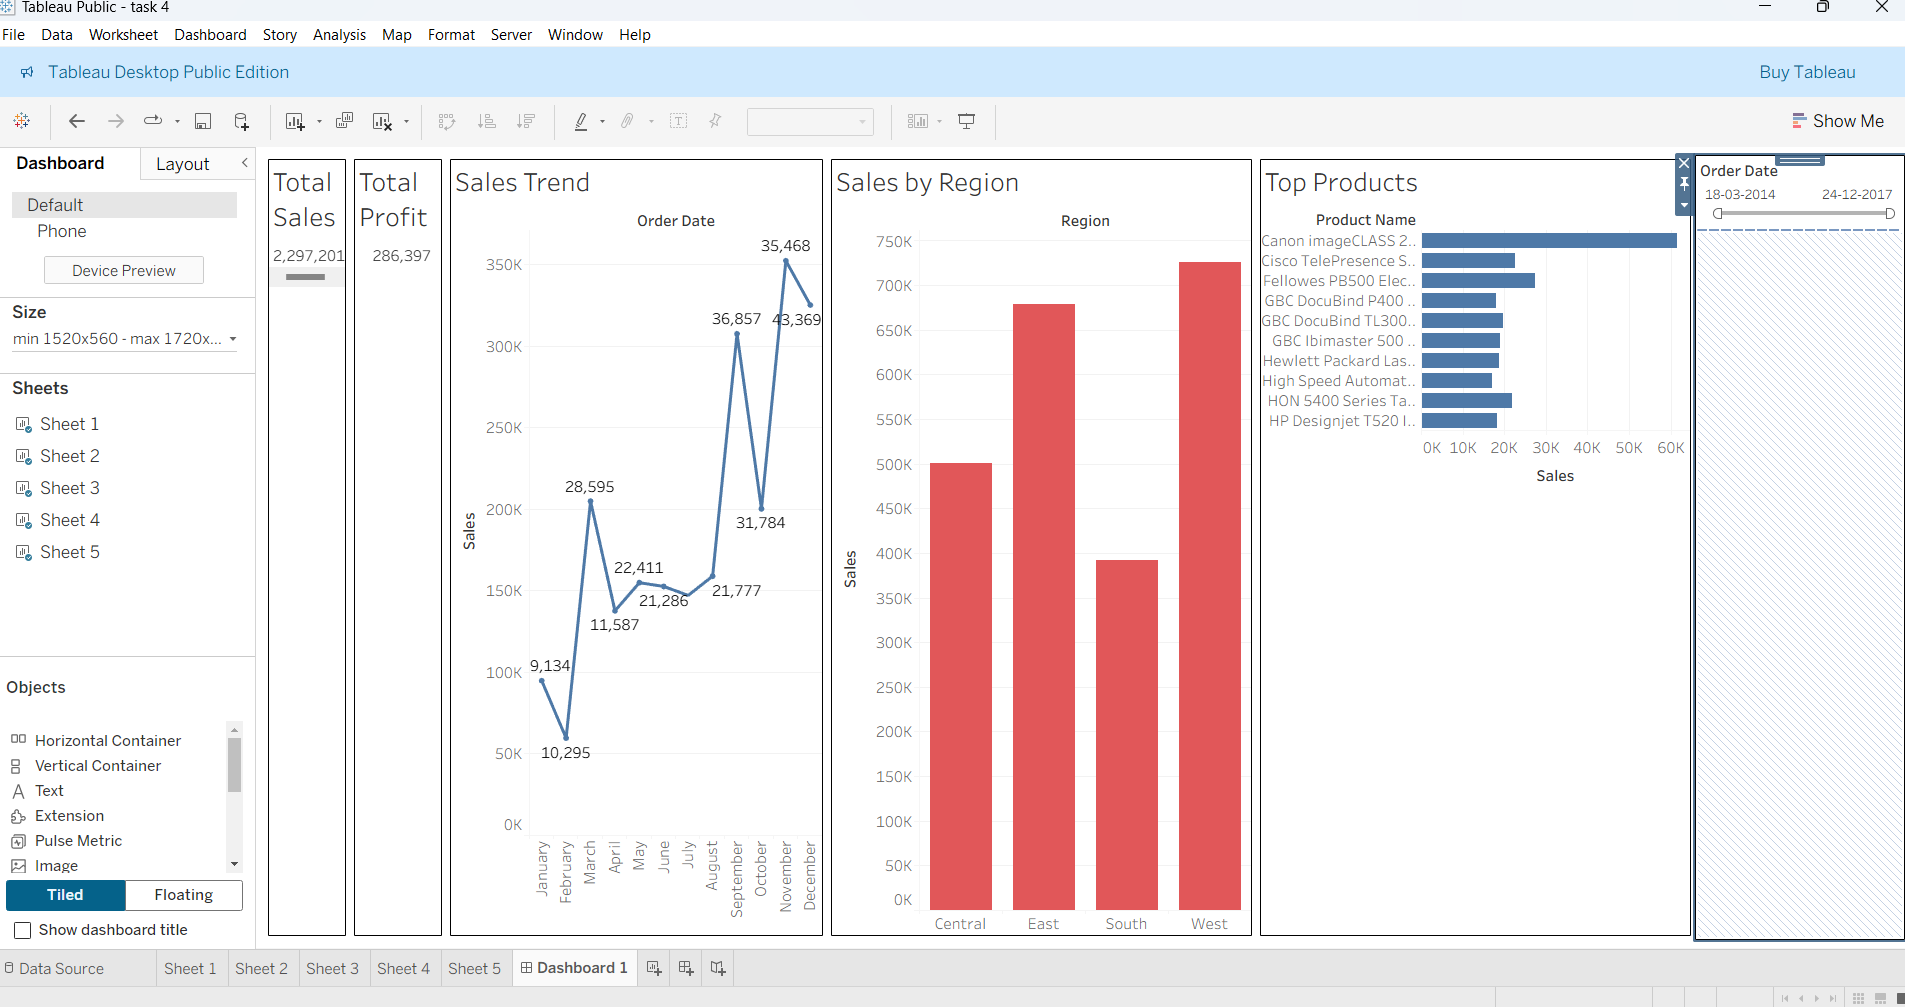 Tableau Public - task 4
File Data Worksheet Dashboard Story Analysis Map Format Server Window Help
Tableau Desktop Public Edition
Buy Tableau
Show Me
Dashboard
Layout
Default
Phone
Device Preview
Size
min 1520x560 - max 1720x...
Sheets
Sheet 1
Sheet 2
Sheet 3
Sheet 4
Sheet 5
Objects
Horizontal Container
Vertical Container
Text
Extension
Pulse Metric
Image
Tiled
Floating
Show dashboard title
Total
Sales
2,297,201
Total
Profit
286,397
Sales Trend
Order Date
Sales
350K
300K
250K
200K
150K
100K
50K
0K
9,134
10,295
28,595
11,587
22,411
21,286
21,777
36,857
31,784
35,468
43,369
January
February
March
April
May
June
July
August
September
October
November
December
Sales by Region
Region
Sales
750K
700K
650K
600K
550K
500K
450K
400K
350K
300K
250K
200K
150K
100K
50K
0K
Central
East
South
West
Top Products
Product Name
Canon imageCLASS 2..
Cisco TelePresence S..
Fellowes PB500 Elec..
GBC DocuBind P400 ..
GBC DocuBind TL300..
GBC Ibimaster 500 ..
Hewlett Packard Las..
High Speed Automat..
HON 5400 Series Ta..
HP Designjet T520 I..
0K 10K 20K 30K 40K 50K 60K
Sales
Order Date
18-03-2014 24-12-2017
Data Source
Sheet 1
Sheet 2
Sheet 3
Sheet 4
Sheet 5
Dashboard 1